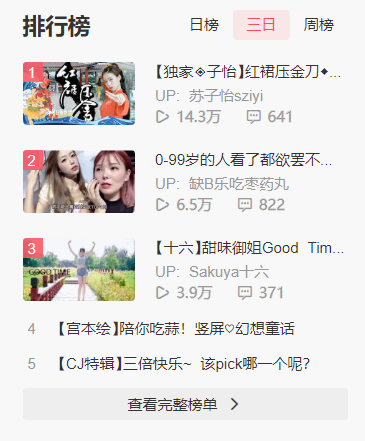 排行榜
日榜 三日 周榜
1
红裙压金
【独家◈子怡】红裙压金刀◆...
UP: 苏子怡sziyi
14.3万 641
2
0-99岁的人看了都欲罢不...
UP: 缺B乐吃枣药丸
6.5万 822
3
GOOD TIME
【十六】甜味御姐Good Tim...
UP: Sakuya十六
3.9万 371
4 【宫本绘】陪你吃蒜！竖屏♡幻想童话
5 【CJ特辑】三倍快乐~ 该pick哪一个呢？
查看完整榜单 >